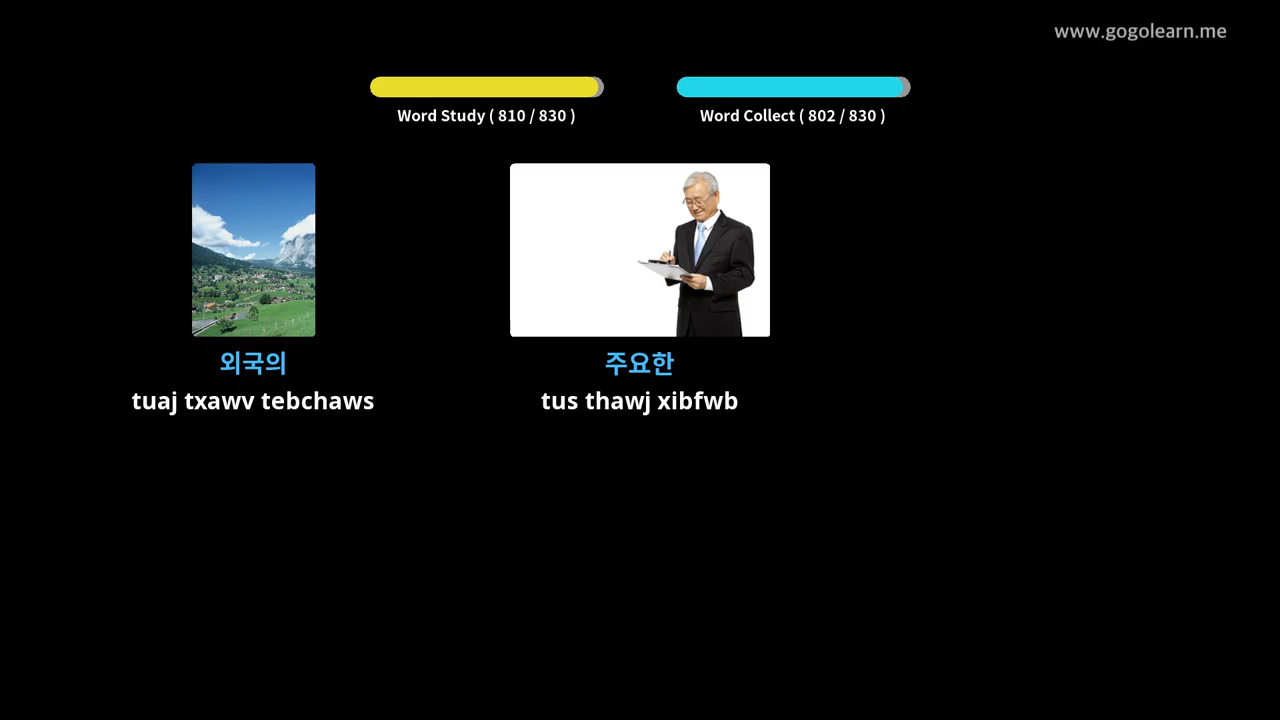 www.gogolearn.me
Word Study ( 810 / 830 )
Word Collect ( 802 / 830 )
외국의
tuaj txawv tebchaws
주요한
tus thawj xibfwb